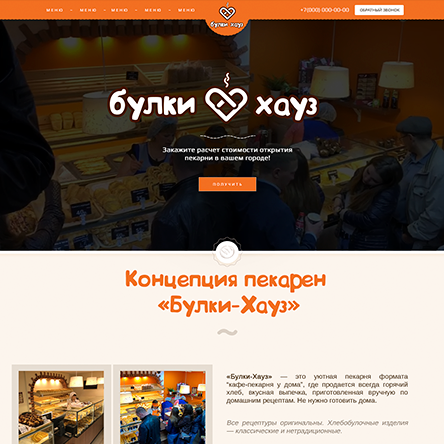 МЕНЮ МЕНЮ МЕНЮ МЕНЮ МЕНЮ
булки хауз
+7(000) 000-00-00
ОБРАТНЫЙ ЗВОНОК
булки хауз
Закажите расчет стоимости открытия
пекарни в вашем городе!
ПОЛУЧИТЬ
Концепция пекарен
«Булки-Хауз»
«Булки-Хауз» — это уютная пекарня формата
"кафе-пекарня у дома", где продается всегда горячий
хлеб, вкусная выпечка, приготовленная вручную по
домашним рецептам. Не нужно готовить дома.
Все рецептуры оригинальны. Хлебобулочные изделия
— классические и нетрадиционные.